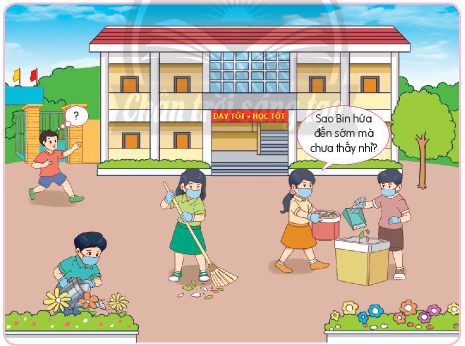 ?
DẠY TỐT - HỌC TỐT
Sao Bin hứa
đến sớm mà
chưa thấy nhỉ?